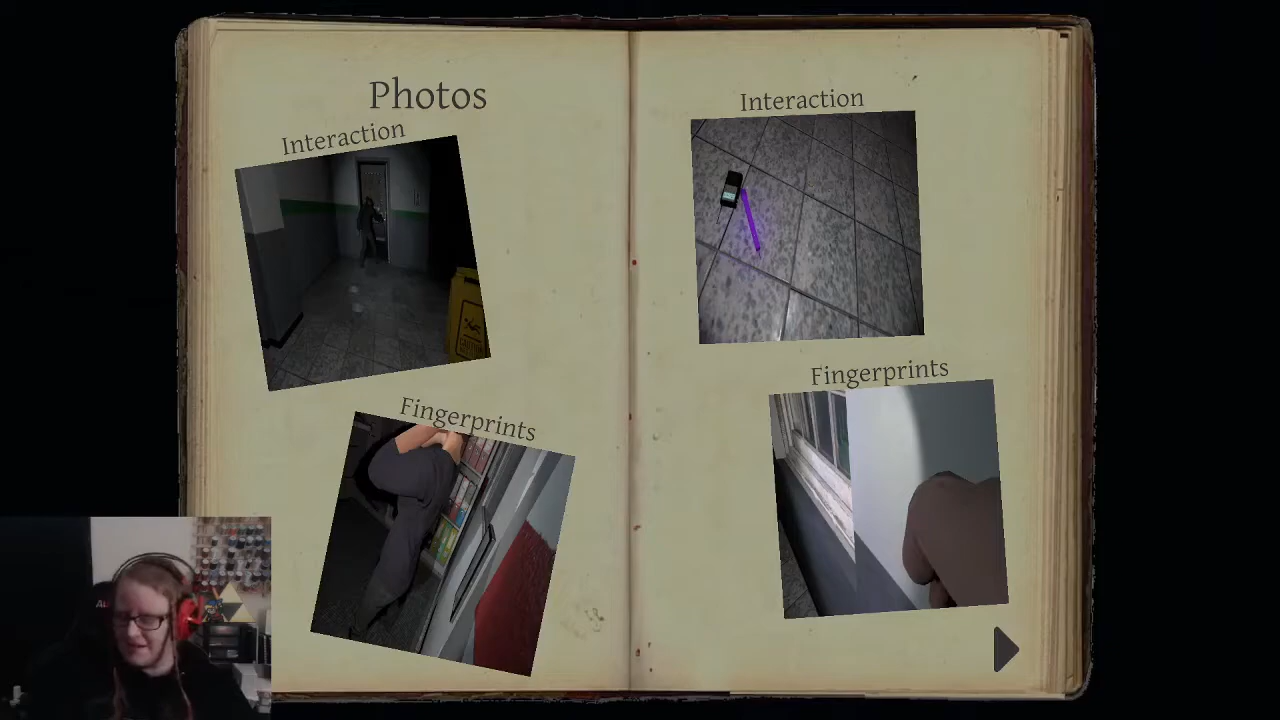 Photos
Interaction
Interaction
Fingerprints
Fingerprints